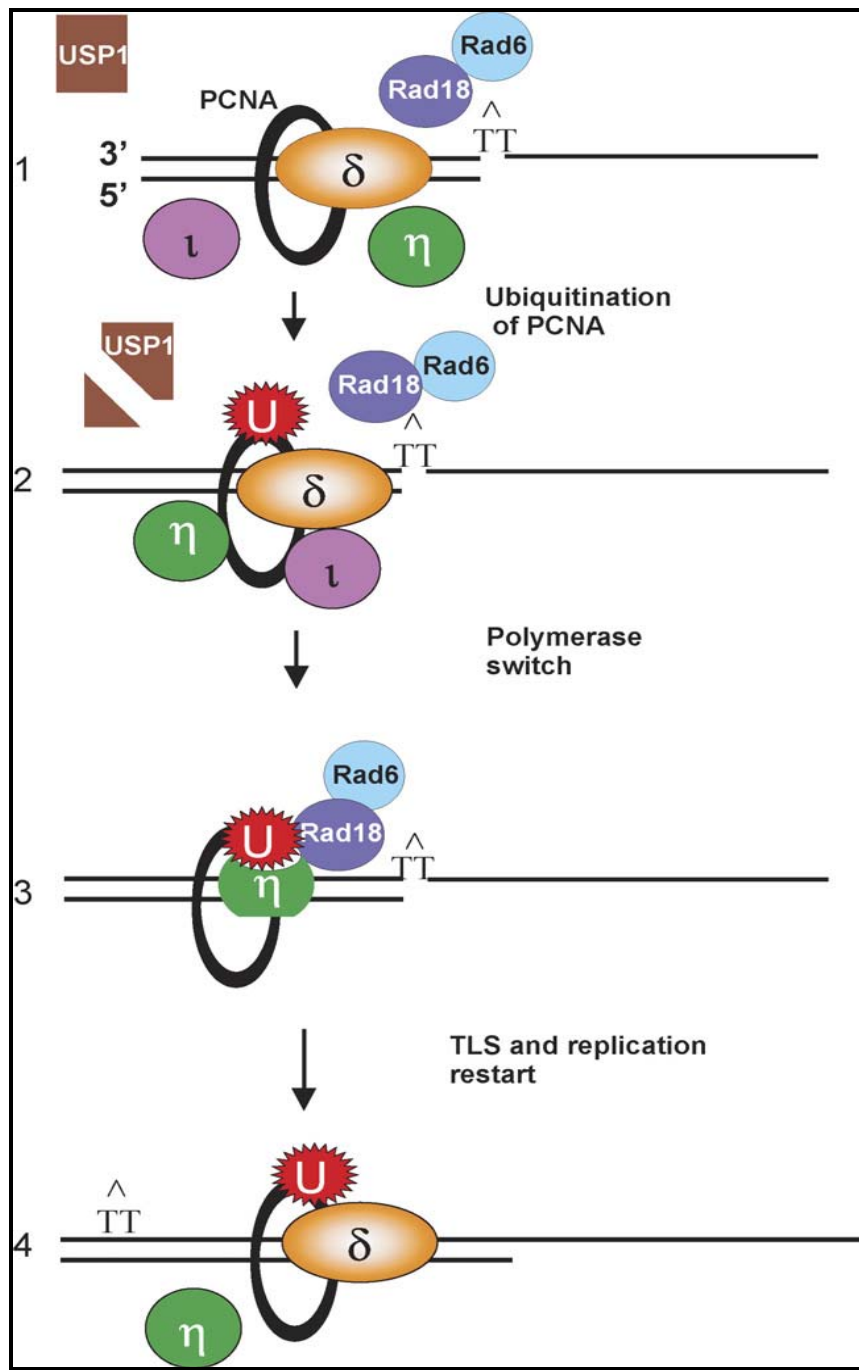 USP1
Rad6
Rad18
PCNA
^
TT
1
3’
5’
δ
ι
η
Ubiquitination
of PCNA
USP1
Rad18
Rad6
U
^
TT
2
δ
η
ι
Polymerase
switch
Rad6
U
Rad18
^
TT
3
η
TLS and replication
restart
U
^
TT
4
δ
η